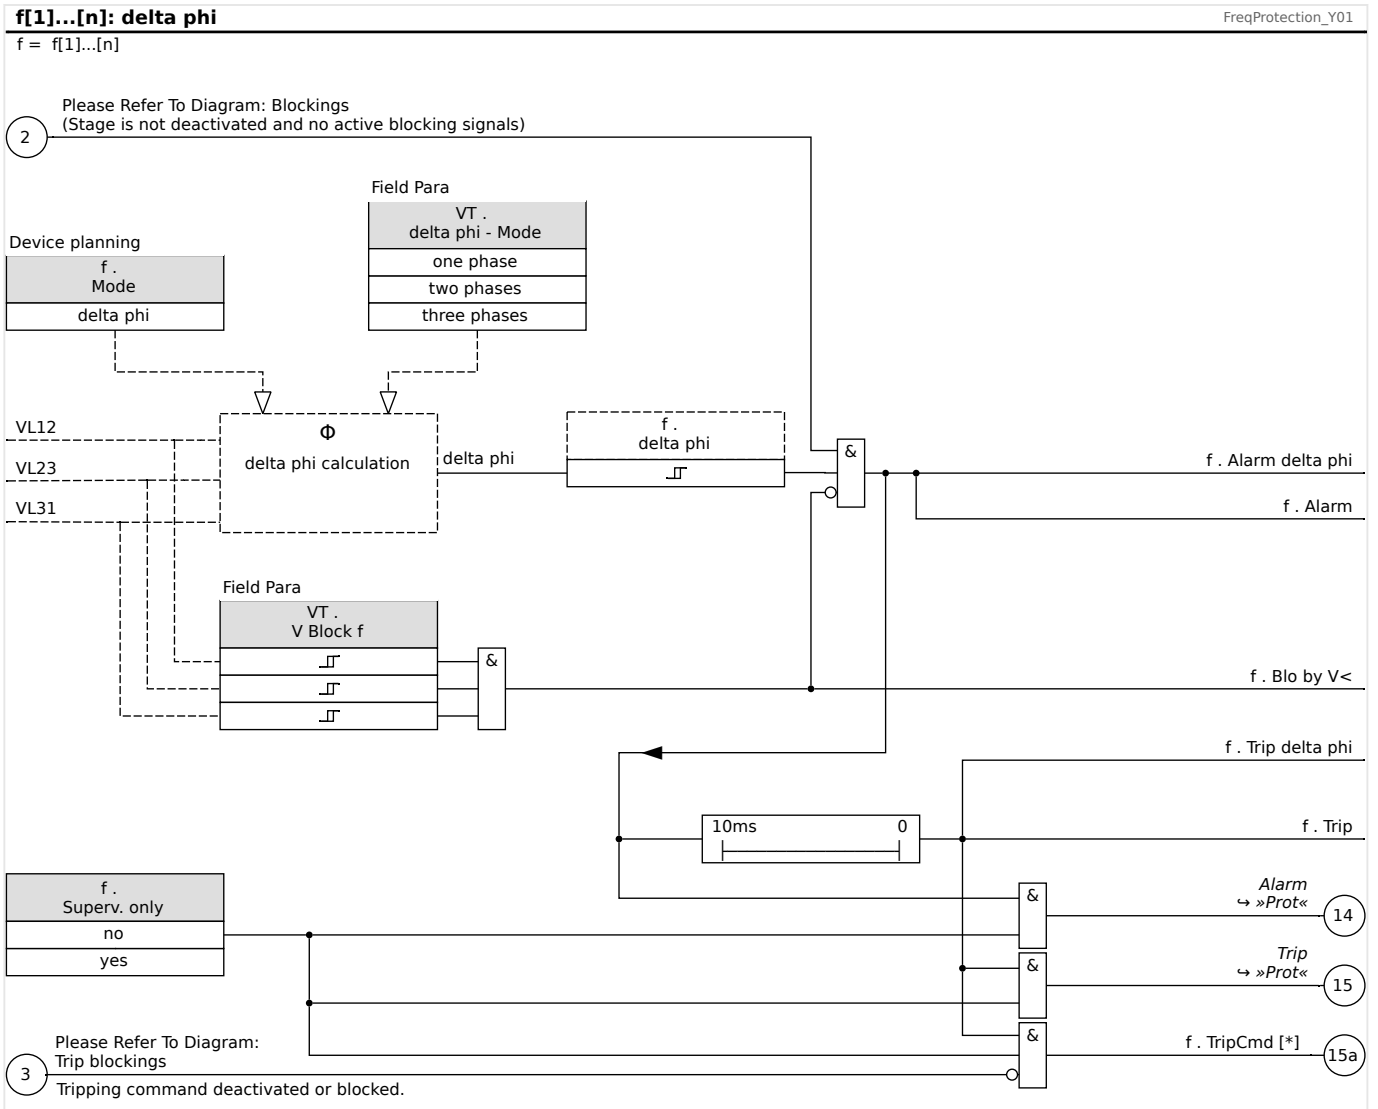 f[1]...[n]: delta phi
FreqProtection_Y01
f = f[1]...[n]
Please Refer To Diagram: Blockings
2
(Stage is not deactivated and no active blocking signals)
Field Para
VT .
delta phi - Mode
one phase
two phases
three phases
Device planning
f .
Mode
delta phi
VL12
VL23
VL31
Φ
delta phi calculation
delta phi
f .
delta phi
&
f . Alarm delta phi
f . Alarm
Field Para
VT .
V Block f
&
f . Blo by V<
f . Trip delta phi
10ms 0
f . Trip
f .
Superv. only
no
yes
&
Alarm
↪ »Prot«
14
&
Trip
↪ »Prot«
15
&
f . TripCmd [*]
15a
Please Refer To Diagram:
Trip blockings
3
Tripping command deactivated or blocked.